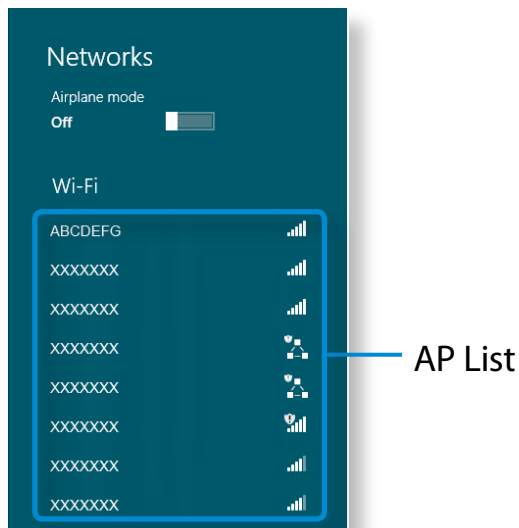 Networks
Airplane mode
Off
Wi-Fi
ABCDEFG
XXXXXXX
XXXXXXX
XXXXXXX
AP List
XXXXXXX
XXXXXXX
XXXXXXX
XXXXXXX